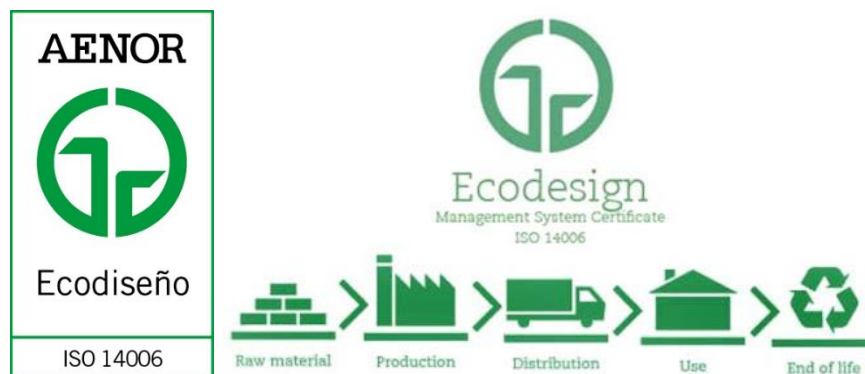 AENOR
Ecodiseño
ISO 14006
Ecodesign
Management System Certificate
ISO 14006
Raw material
Production
Distribution
Use
End of life